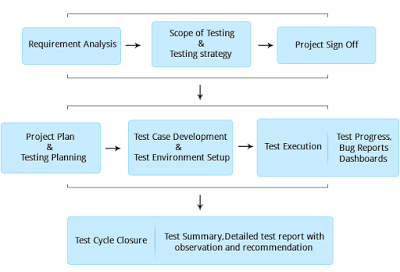 Requirement Analysis
Scope of Testing
&
Testing strategy
Project Sign Off
Project Plan
&
Testing Planning
Test Case Development
&
Test Environment Setup
Test Execution
Test Progress,
Bug Reports
Dashboards
Test Cycle Closure
Test Summary,Detailed test report with
observation and recommendation